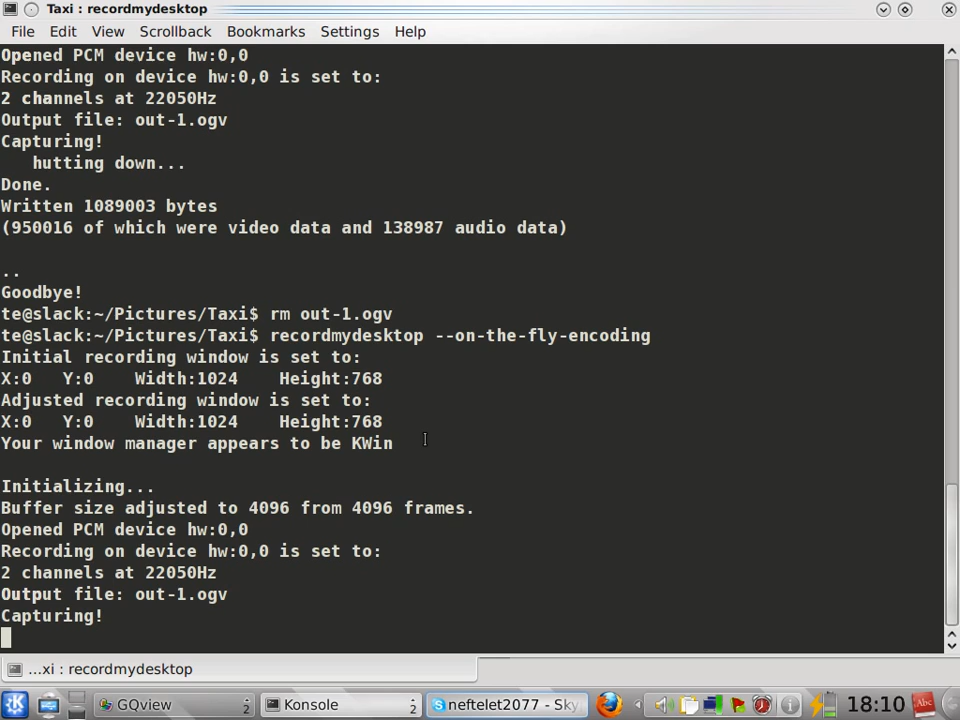 Taxi : recordmydesktop
File Edit View Scrollback Bookmarks Settings Help
Opened PCM device hw:0,0
Recording on device hw:0,0 is set to:
2 channels at 22050Hz
Output file: out-1.ogv
Capturing!
hutting down...
Done.
Written 1089003 bytes
(950016 of which were video data and 138987 audio data)
..
Goodbye!
te@slack:~/Pictures/Taxi$ rm out-1.ogv
te@slack:~/Pictures/Taxi$ recordmydesktop --on-the-fly-encoding
Initial recording window is set to:
X:0 Y:0 Width:1024 Height:768
Adjusted recording window is set to:
X:0 Y:0 Width:1024 Height:768
Your window manager appears to be KWin
Initializing...
Buffer size adjusted to 4096 from 4096 frames.
Opened PCM device hw:0,0
Recording on device hw:0,0 is set to:
2 channels at 22050Hz
Output file: out-1.ogv
Capturing!
...xi : recordmydesktop
GQview 2 Konsole 2 neftelet2077 - Sky 18:10 Abc